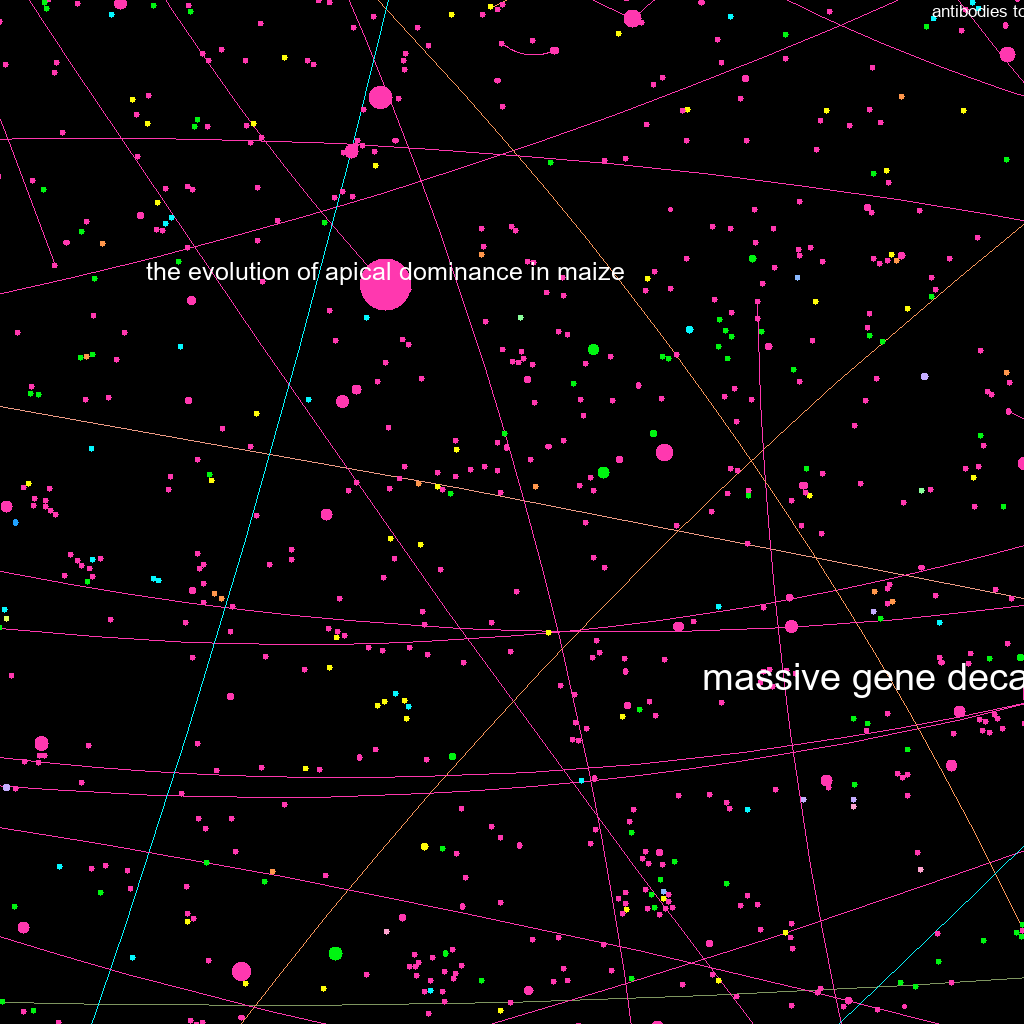 antibodies to
the evolution of apical dominance in maize
massive gene deca